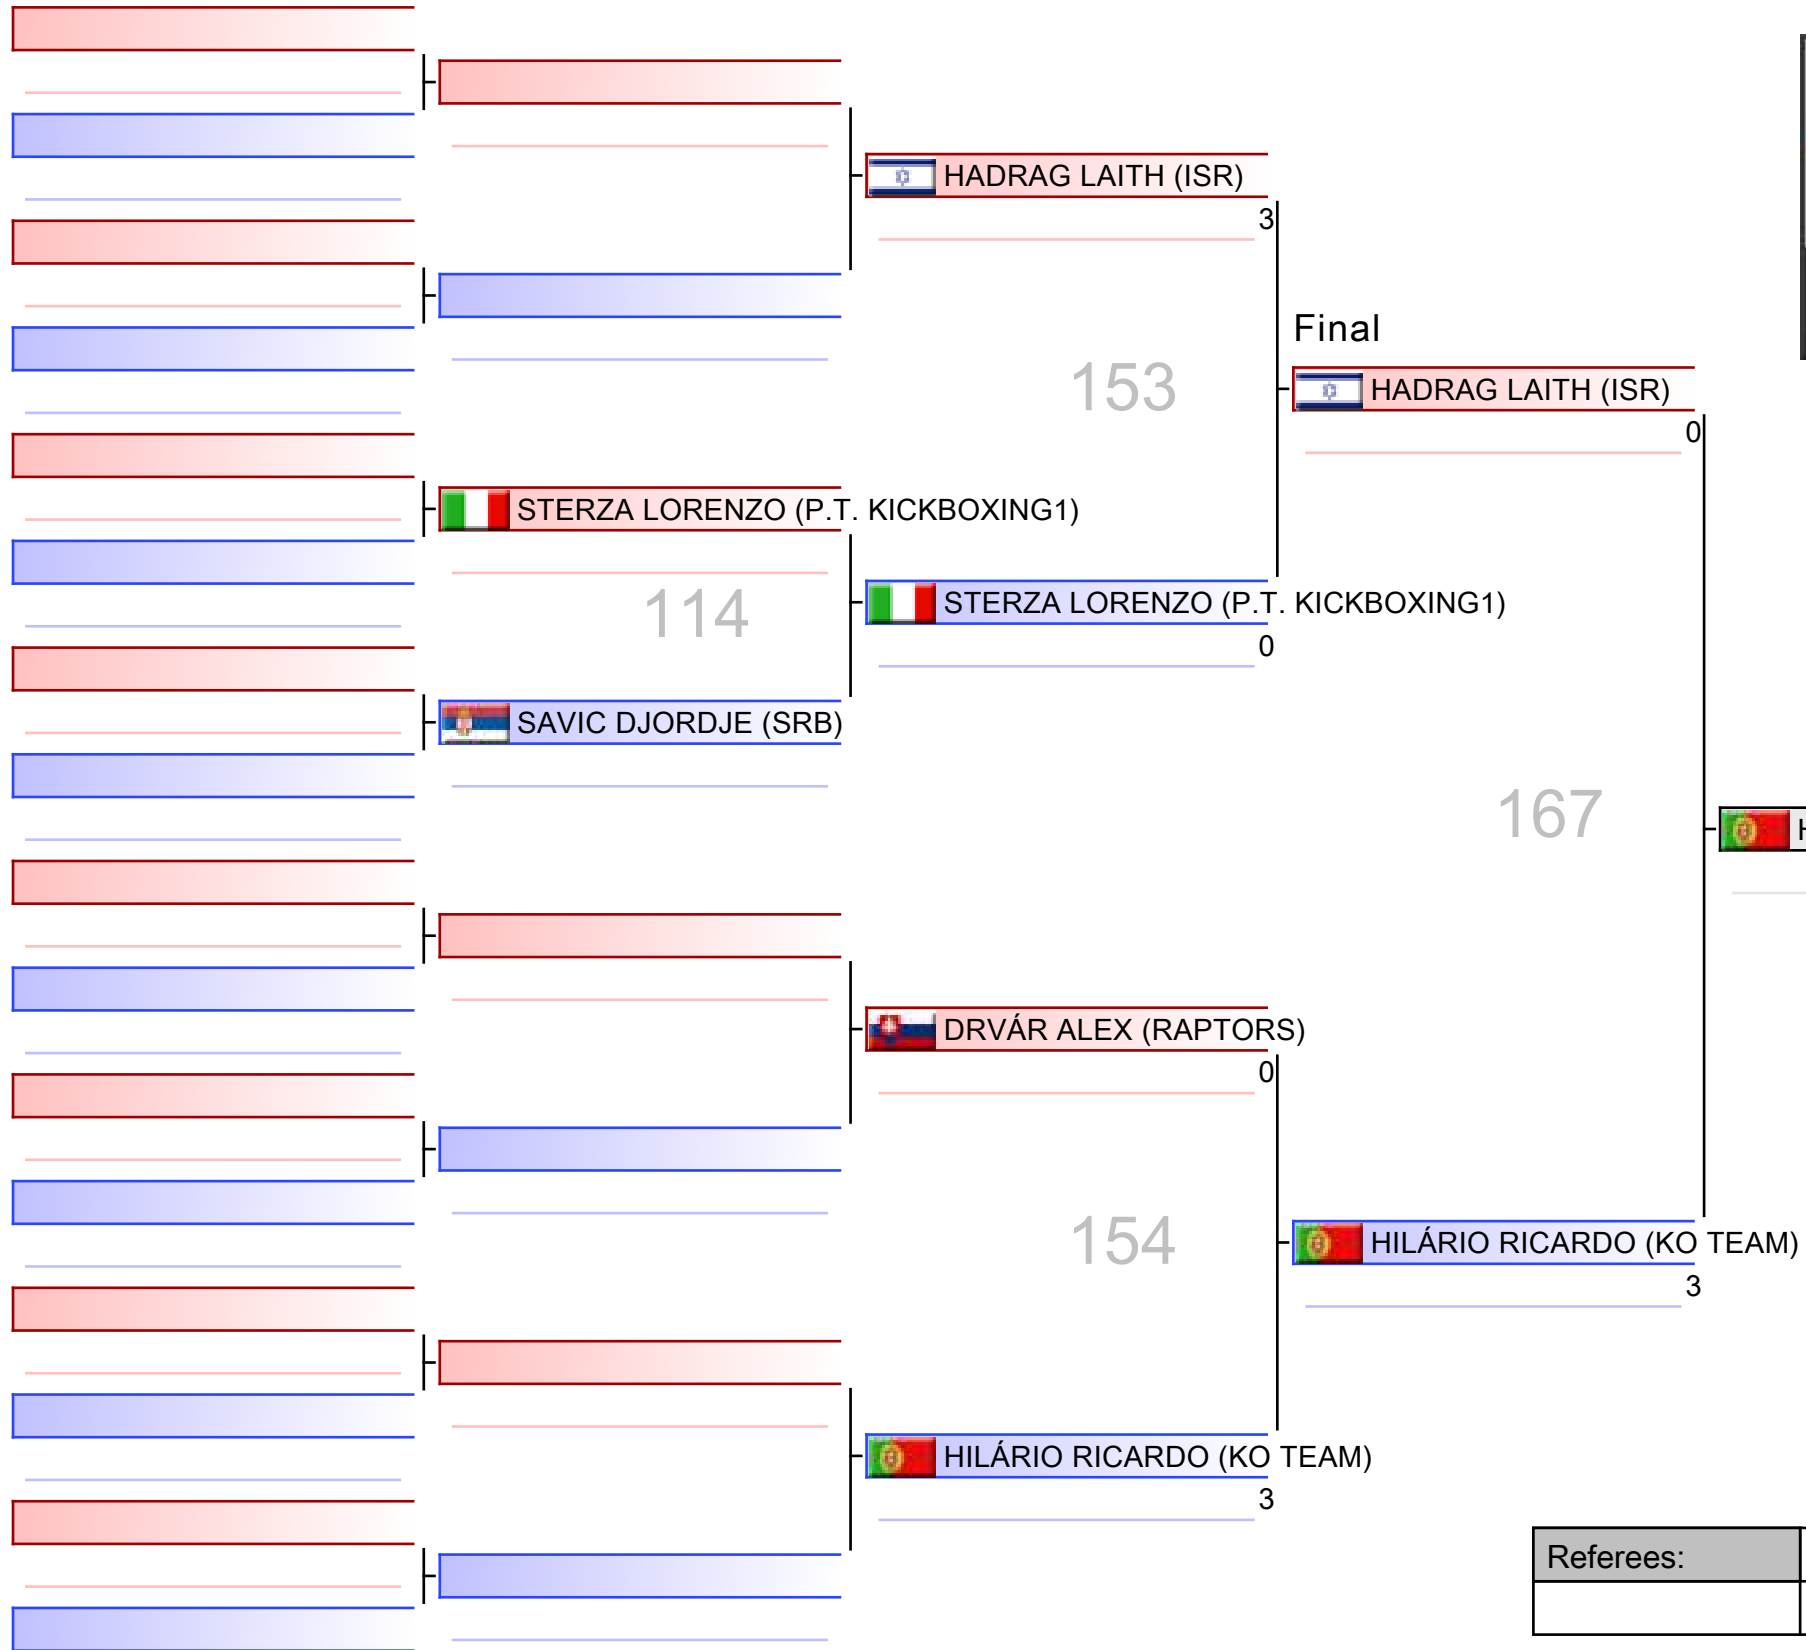 HADRAG LAITH (ISR)
3
Final
153
HADRAG LAITH (ISR)
0
STERZA LORENZO (P.T. KICKBOXING1)
114
STERZA LORENZO (P.T. KICKBOXING1)
0
SAVIC DJORDJE (SRB)
167
H
DRVÁR ALEX (RAPTORS)
0
154
HILÁRIO RICARDO (KO TEAM)
3
HILÁRIO RICARDO (KO TEAM)
3
Referees: